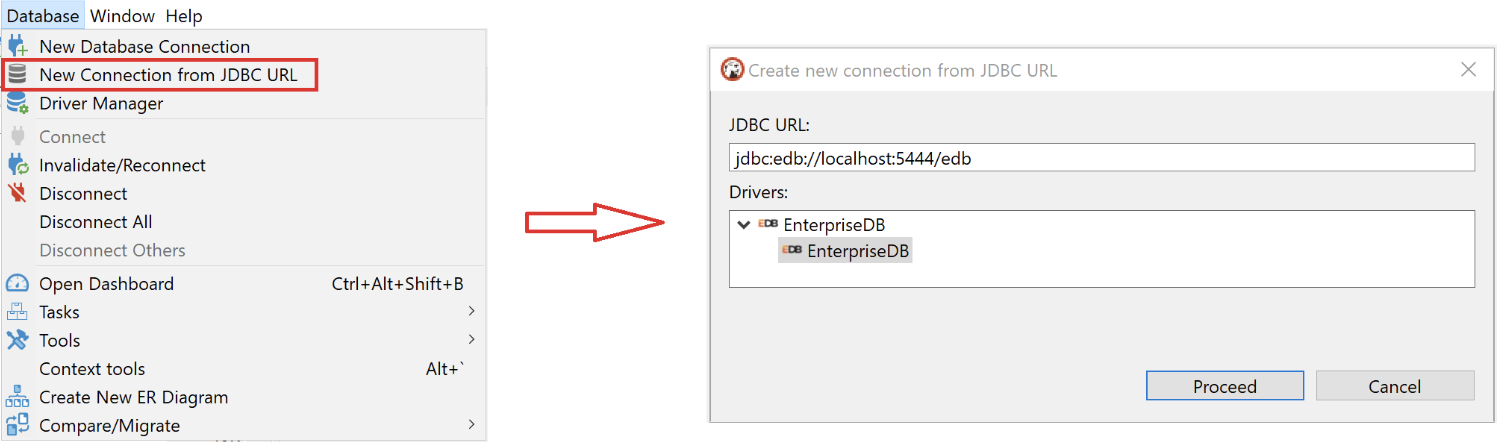 Database Window Help
New Database Connection
New Connection from JDBC URL
Driver Manager
Connect
Invalidate/Reconnect
Disconnect
Disconnect All
Disconnect Others
Open Dashboard Ctrl+Alt+Shift+B
Tasks
Tools
Context tools Alt+`
Create New ER Diagram
Compare/Migrate
Create new connection from JDBC URL
JDBC URL:
jdbc:edb://localhost:5444/edb
Drivers:
EDB EnterpriseDB
EDB EnterpriseDB
Proceed Cancel